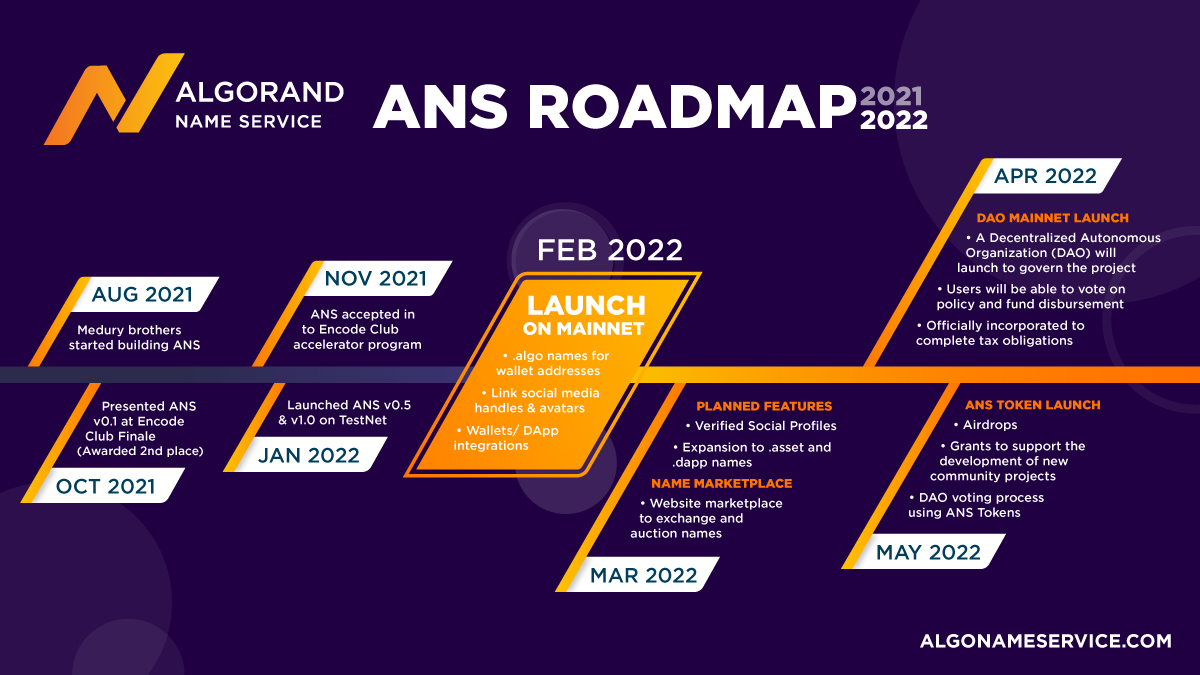 ALGORAND
NAME SERVICE
ANS ROADMAP
2021
2022
AUG 2021
Medury brothers
started building ANS
Presented ANS
v0.1 at Encode
Club Finale
(Awarded 2nd place)
OCT 2021
NOV 2021
ANS accepted in
to Encode Club
accelerator program
Launched ANS v0.5
& v1.0 on TestNet
JAN 2022
FEB 2022
LAUNCH
ON MAINNET
• .algo names for
wallet addresses
• Link social media
handles & avatars
• Wallets/ DApp
integrations
PLANNED FEATURES
• Verified Social Profiles
• Expansion to .asset and
.dapp names
NAME MARKETPLACE
• Website marketplace
to exchange and
auction names
MAR 2022
APR 2022
DAO MAINNET LAUNCH
• A Decentralized Autonomous
Organization (DAO) will
launch to govern the project
• Users will be able to vote on
policy and fund disbursement
• Officially incorporated to
complete tax obligations
ANS TOKEN LAUNCH
• Airdrops
• Grants to support the
development of new
community projects
• DAO voting process
using ANS Tokens
MAY 2022
ALGONAMESERVICE.COM